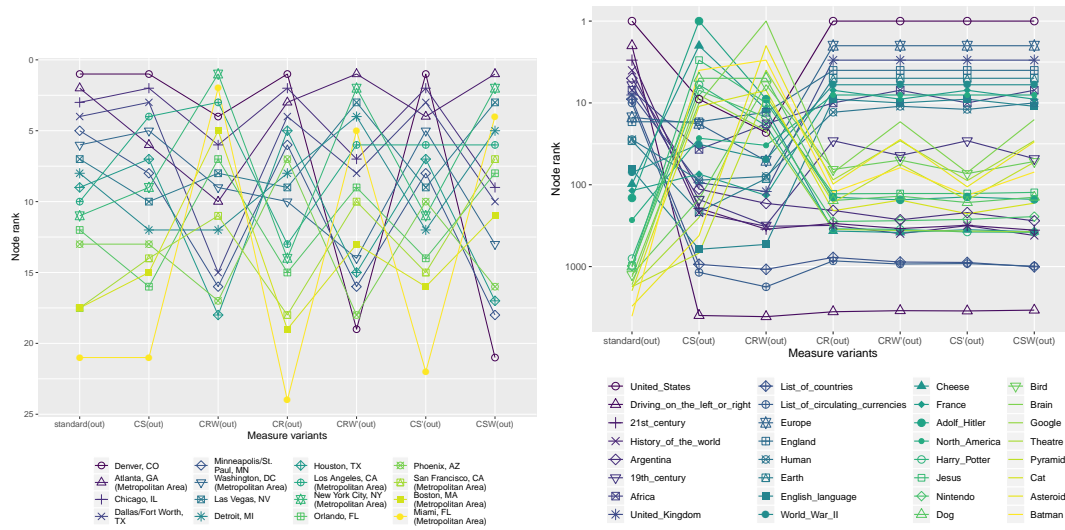 0
5
10
15
20
25
Node rank
standard(out)
CS(out)
CRW(out)
CR(out)
CRW'(out)
CS'(out)
CSW(out)
Measure variants
Denver, CO
Atlanta, GA
(Metropolitan Area)
Chicago, IL
Dallas/Fort Worth,
TX
Minneapolis/St.
Paul, MN
Washington, DC
(Metropolitan Area)
Las Vegas, NV
Detroit, MI
Houston, TX
Los Angeles, CA
(Metropolitan Area)
New York City, NY
(Metropolitan Area)
Orlando, FL
Phoenix, AZ
San Francisco, CA
(Metropolitan Area)
Boston, MA
(Metropolitan Area)
Miami, FL
(Metropolitan Area)
1
10
100
1000
Node rank
standard(out)
CS(out)
CRW(out)
CR(out)
CRW'(out)
CS'(out)
CSW(out)
Measure variants
United_States
Driving_on_the_left_or_right
21st_century
History_of_the_world
Argentina
19th_century
Africa
United_Kingdom
List_of_countries
List_of_circulating_currencies
Europe
England
Human
Earth
English_language
World_War_II
Cheese
France
Adolf_Hitler
North_America
Harry_Potter
Jesus
Nintendo
Dog
Bird
Brain
Google
Theatre
Pyramid
Cat
Asteroid
Batman